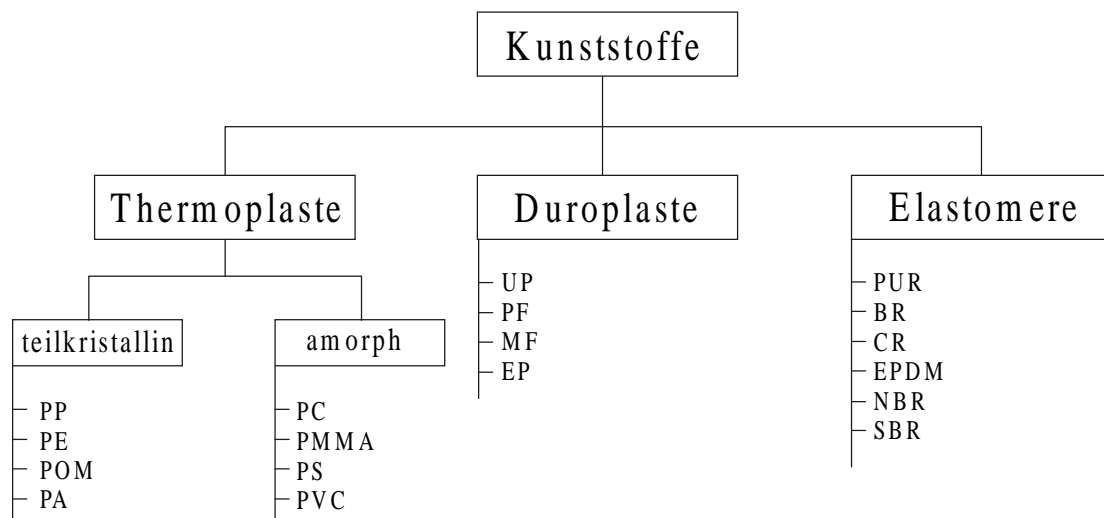 Kunststoffe
Thermoplaste
Duroplaste
Elastomere
teilkristallin
amorph
PP
PE
POM
PA
PC
PMMA
PS
PVC
UP
PF
MF
EP
PUR
BR
CR
EPDM
NBR
SBR